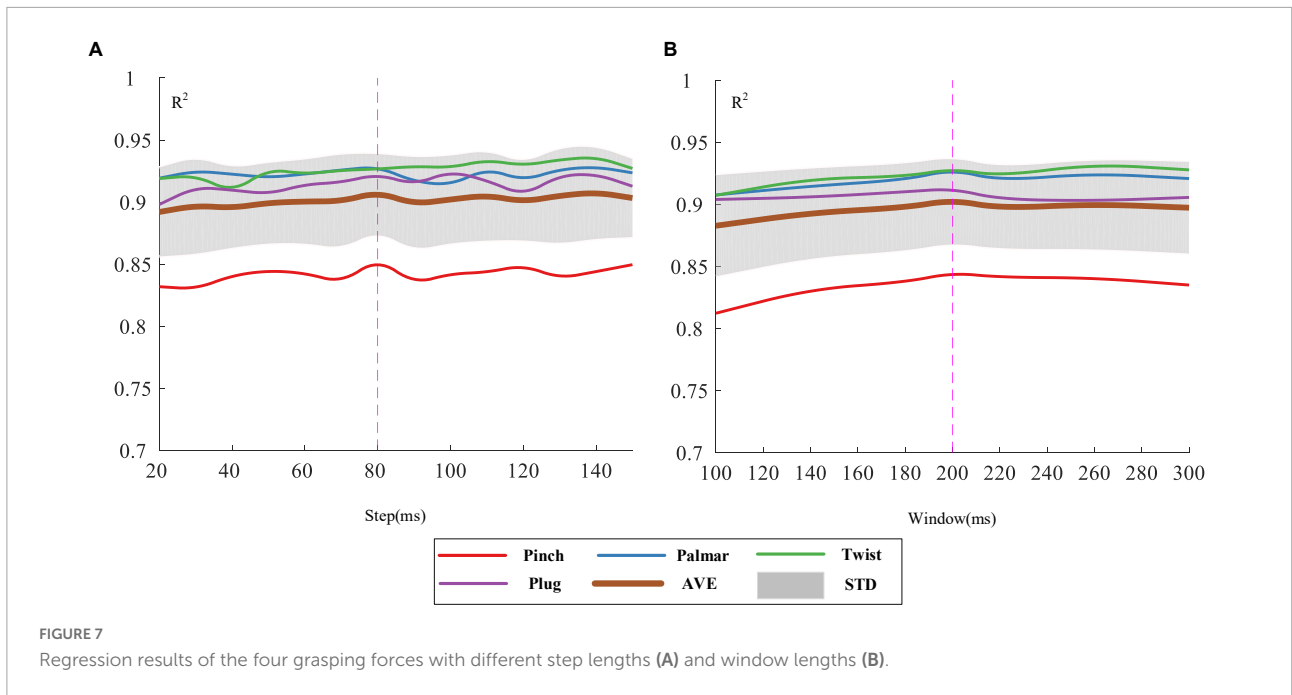 A
B
1
R²
0.95
0.9
0.85
0.8
0.75
0.7
20 40 60 80 100 120 140
Step(ms)
1
R²
0.95
0.9
0.85
0.8
0.75
0.7
100 120 140 160 180 200 220 240 260 280 300
Window(ms)
Pinch Palmar Twist
Plug AVE STD
FIGURE 7
Regression results of the four grasping forces with different step lengths (A) and window lengths (B).